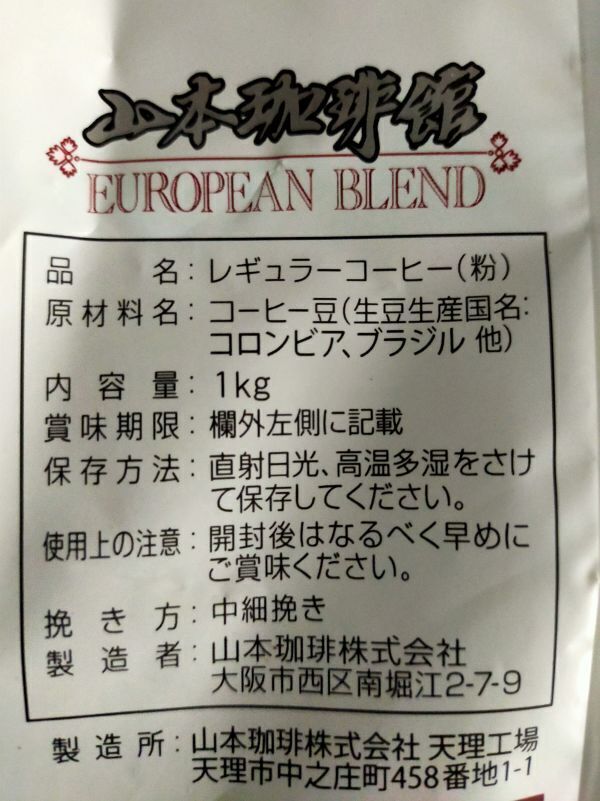 山本珈琲館
EUROPEAN BLEND
品名：レギュラーコーヒー（粉）
原材料名：コーヒー豆（生豆生産国名：
コロンビア、ブラジル 他）
内容量：1kg
賞味期限：欄外左側に記載
保存方法：直射日光、高温多湿をさけ
て保存してください。
使用上の注意：開封後はなるべく早めに
ご賞味ください。
挽き方：中細挽き
製造者：山本珈琲株式会社
大阪市西区南堀江2-7-9
製造所：山本珈琲株式会社 天理工場
天理市中之庄町458番地1-1